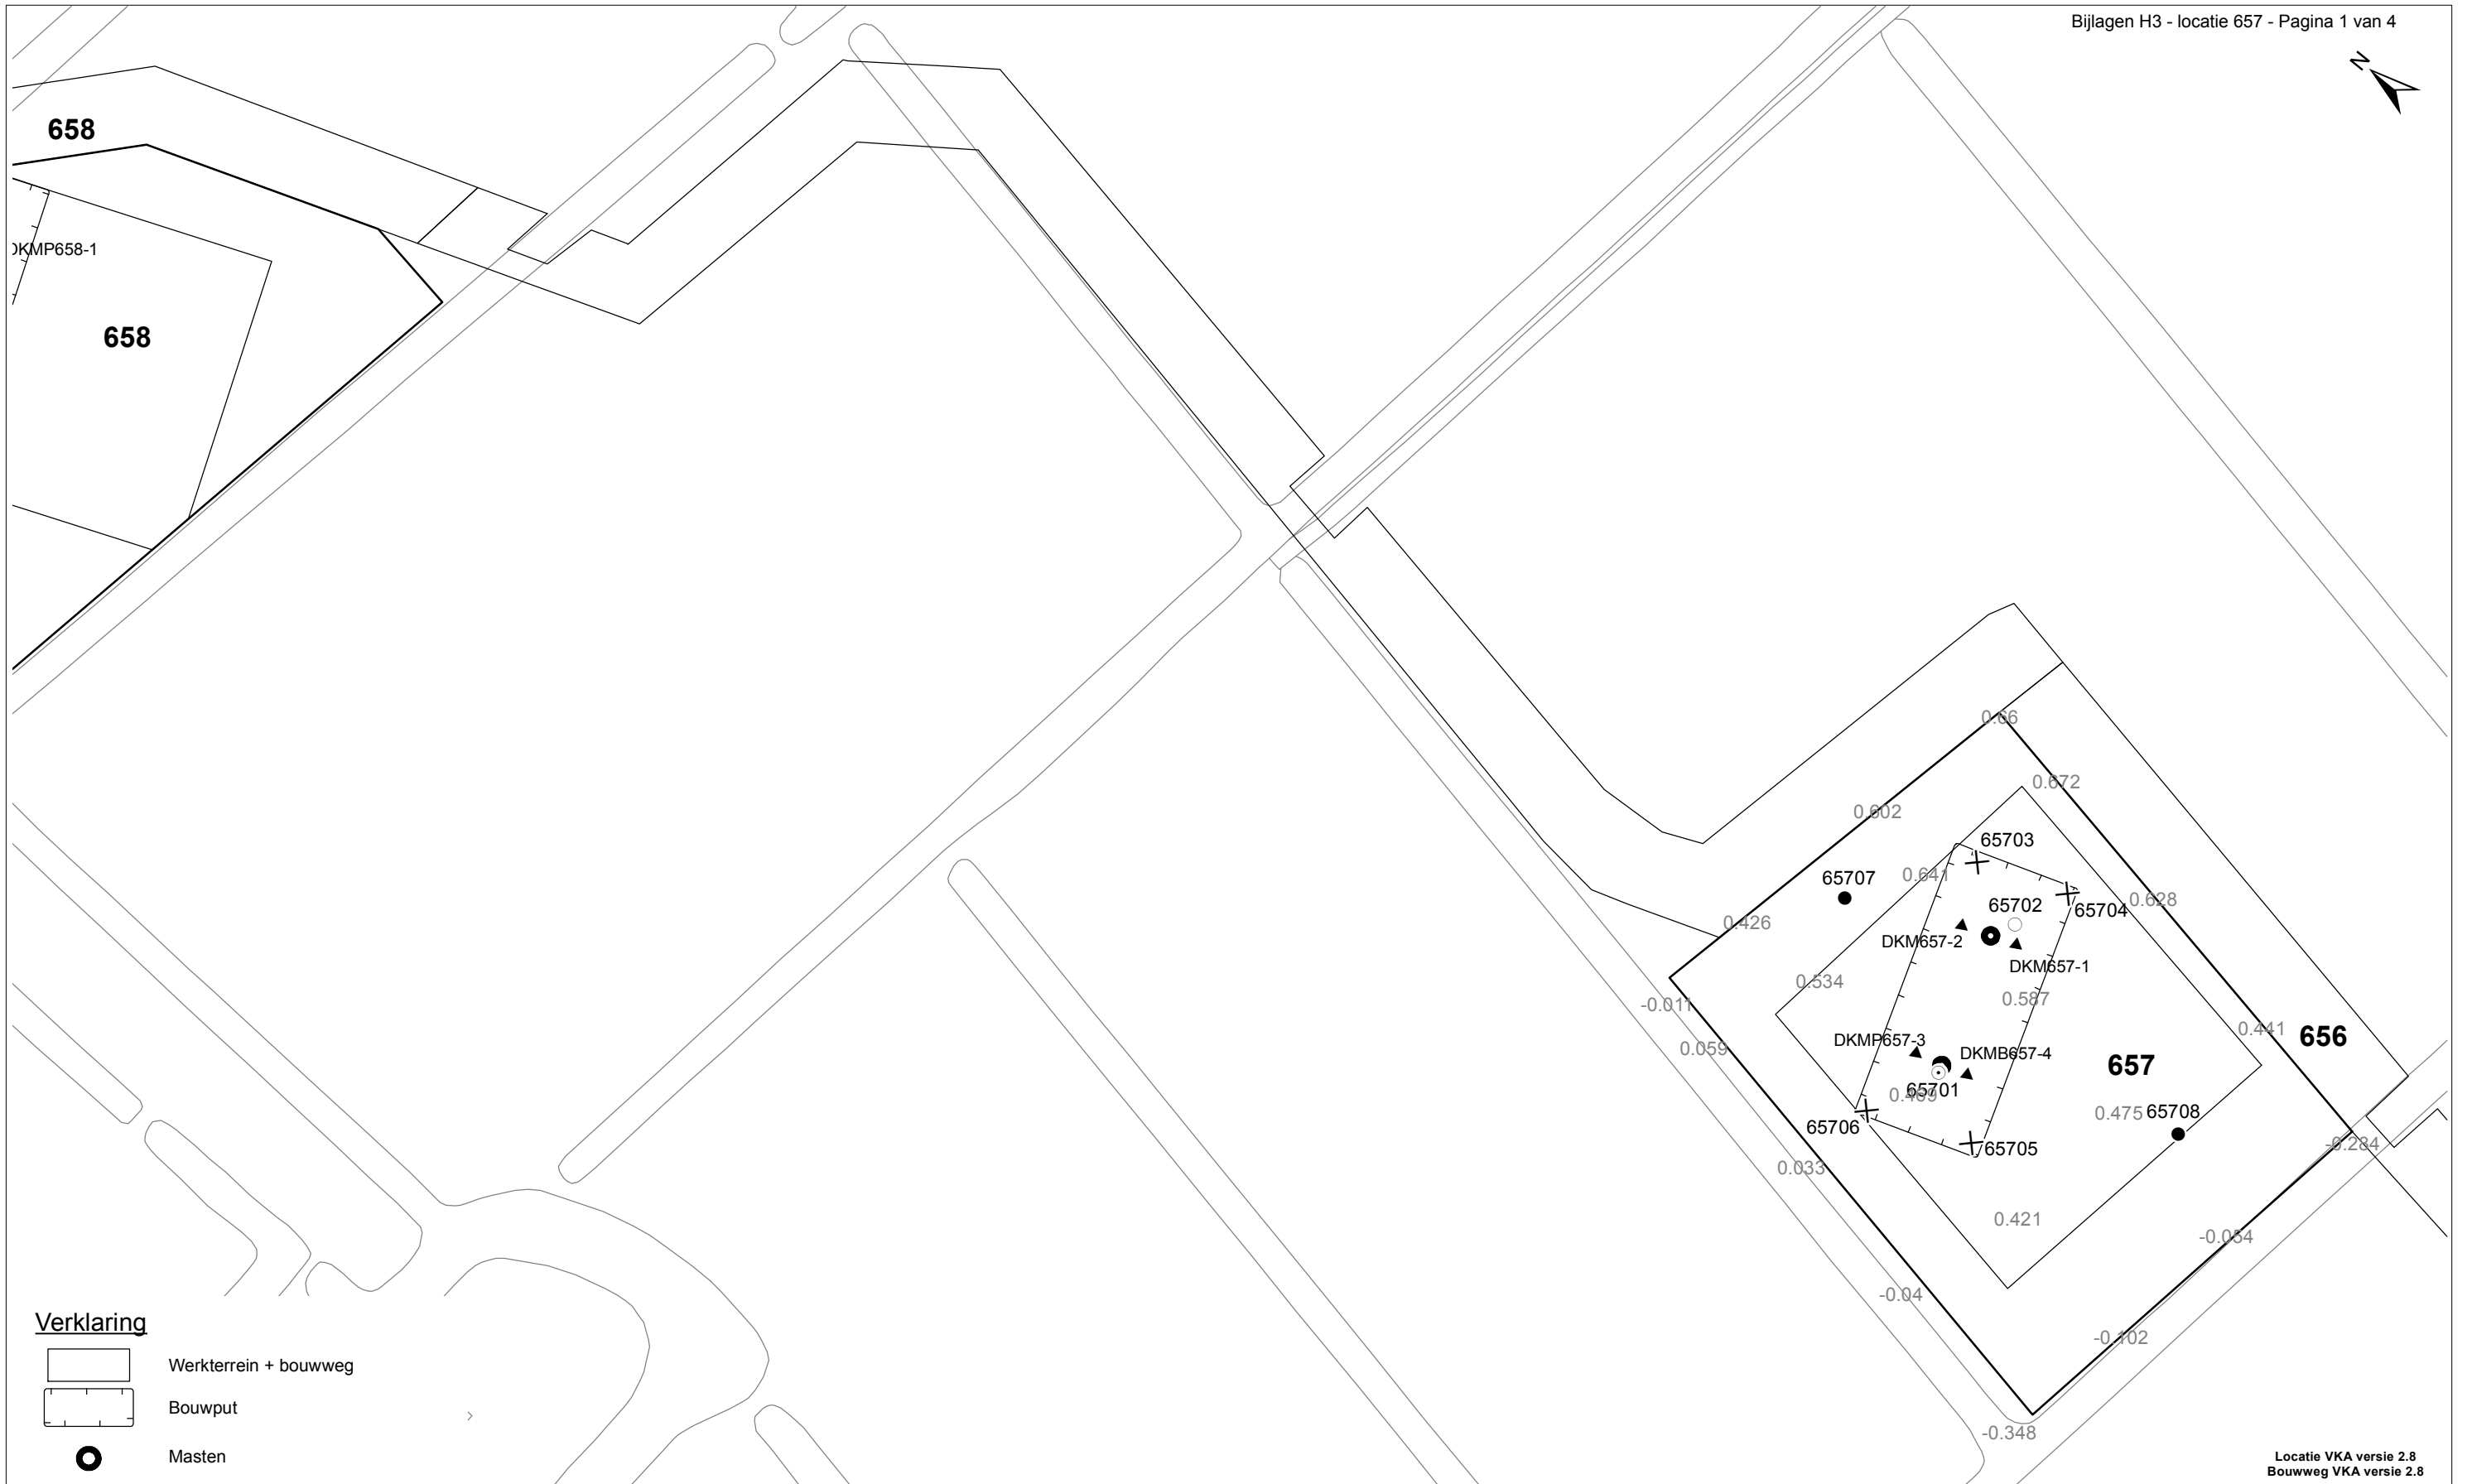 Bijlagen H3 - locatie 657 - Pagina 1 van 4
N
658
DKMP658-1
658
0.66
0.672
0.602
65703
0.641
65707
65704
0.628
65702
0.426
DKM657-2
DKM657-1
0.534
0.587
-0.011
0.441
656
0.059
DKMP657-3
DKMB657-4
657
65701
0.475
65708
65706
65705
-0.284
0.033
0.421
-0.054
-0.04
-0.102
-0.348
Verklaring
Werkterrein + bouwweg
Bouwput
Masten
Locatie VKA versie 2.8
Bouwweg VKA versie 2.8